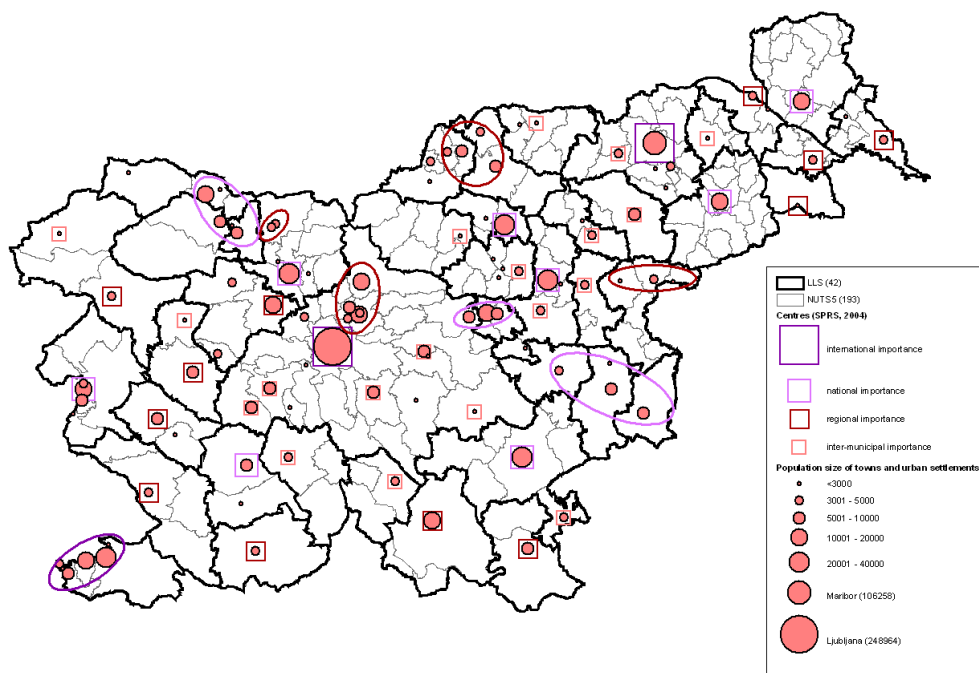 LLS (42)
NUTS5 (193)
Centres (SPRS, 2004)
international importance
national importance
regional importance
inter-municipal importance
Population size of towns and urban settlements
<3000
3001 - 5000
5001 - 10000
10001 - 20000
20001 - 40000
Maribor (106258)
Ljubljana (248964)